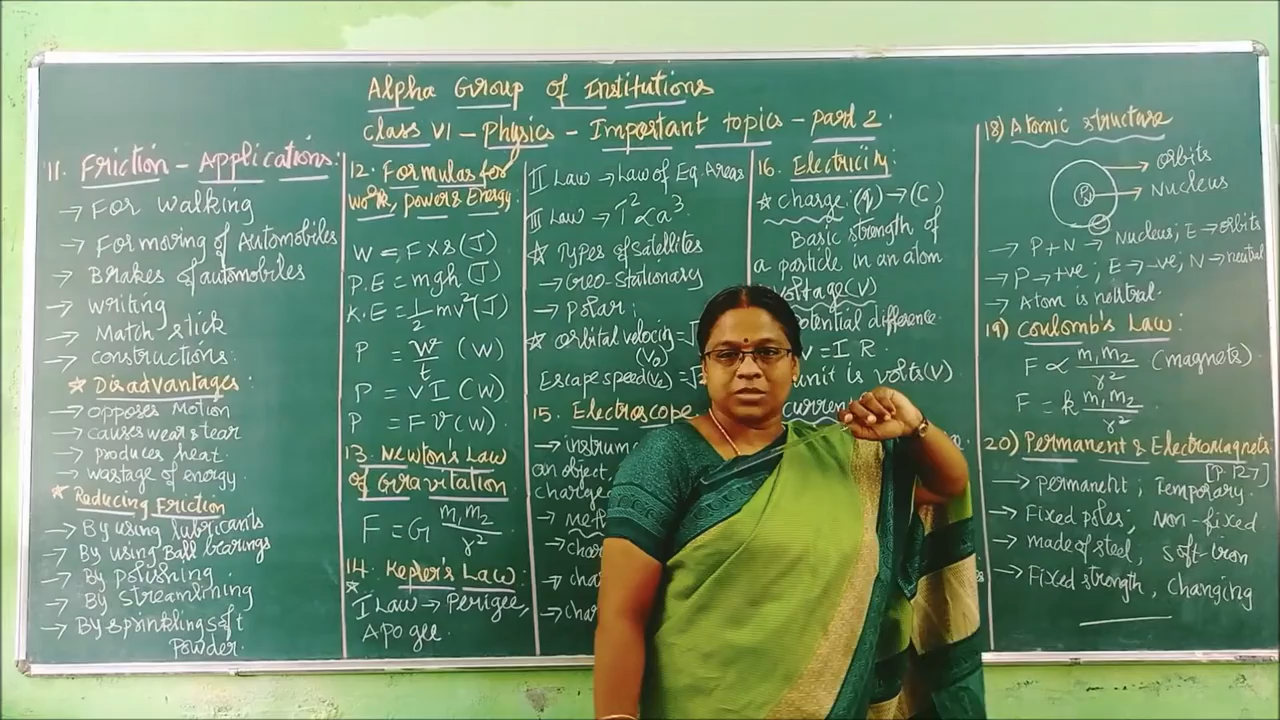 Alpha Group of Institutions
Class VI - Physics - Important topics - Part 2.
11. Friction - Applications:
→ For walking
→ For moving of Automobiles
→ Brakes of automobiles
→ writing
→ Match stick
→ constructions:
★ Disadvantages:
→ opposes Motion
→ causes wear & tear
→ produces heat.
→ wastage of energy.
★ Reducing Friction
→ By using lubricants
→ By using Ball bearings
→ By polishing
→ By streamlining
→ By sprinkling soft
powder.
12. Formulas for
work, power & Energy:
W = F x s (J)
P.E = mgh (J)
K.E = 1/2 mv² (J)
P = w/t (W)
P = VI (W)
P = FV (W).
13. Newton's Law
of Gravitation
F = G m₁m₂/r²
14. Kepler's Law:
★
I Law → Perigee,
Apogee.
II Law → Law of Eq. Areas
III Law → T² ∝ a³.
★ Types of Satellites
→ Geo-Stationary
→ Polar:
★ orbital velocity = √
(V₀)
Escape speed (ve) = √
15. Electroscope
→ instrum
an object
charged
→
→ char
→ cha
→ char
16. Electricity:
★ charge: (q) → (C)
Basic strength of
a particle in an atom
Voltage (V)
potential difference.
V = I R.
unit is volts (V)
current
18) Atomic structure
→ orbits
→ Nucleus
PN
→ P+N → Nucleus; E → orbits
→ P → +ve; E → -ve; N → neutral
→ Atom is neutral.
19) Coulomb's Law:
F ∝ m₁m₂/r² (magnets).
F = k m₁m₂/r².
20) Permanent & Electromagnets.
[P. 127]
→ permanent ; Temporary.
→ Fixed poles; non-fixed
→ made of steel, soft-iron
→ Fixed strength, Changing